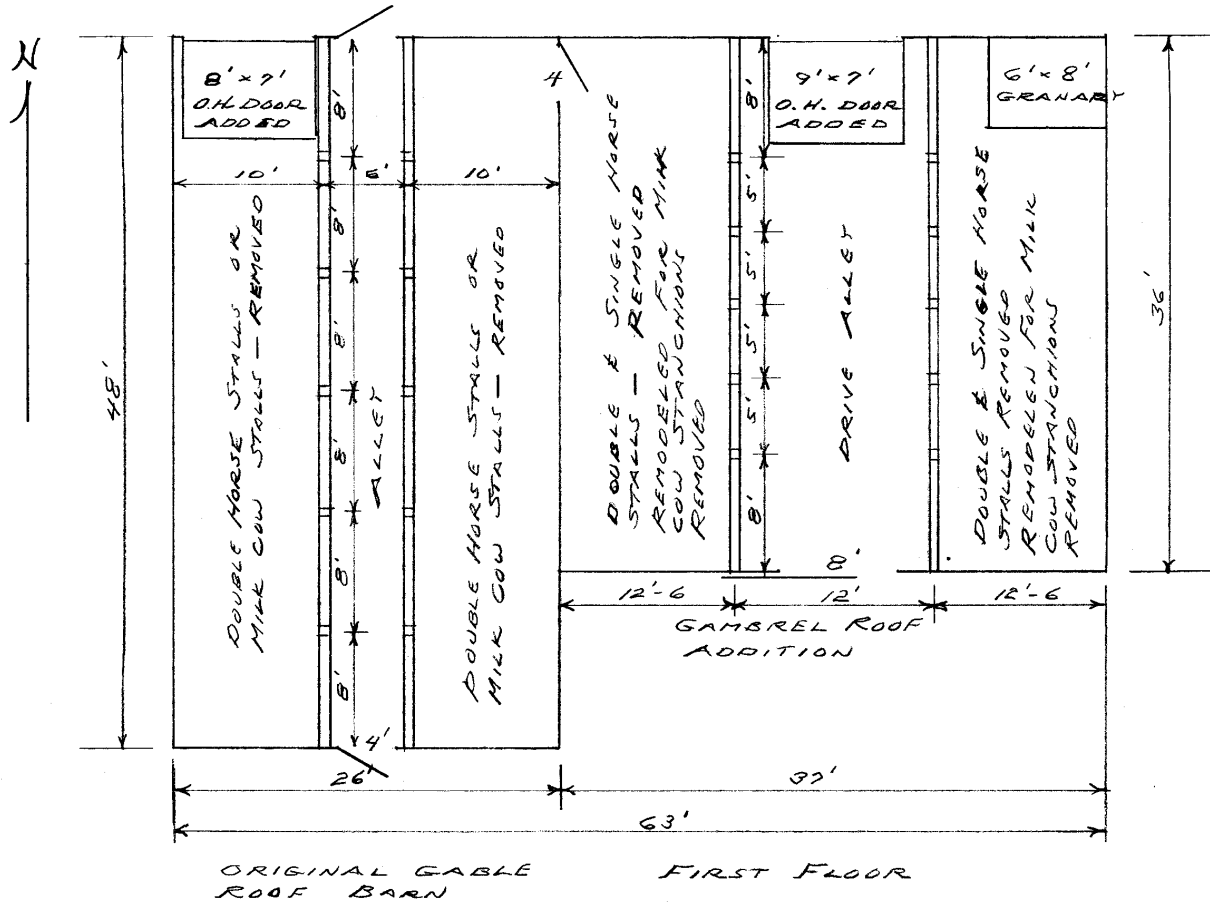 N
8' x 7'
O.H. DOOR
ADDED
4
9' x 7'
O.H. DOOR
ADDED
6' x 8'
GRANARY
8'
8'
10'
6'
10'
DOUBLE HORSE STALLS OR
MILK COW STALLS — REMOVED
8'
8'
8'
8'
8'
ALLEY
DOUBLE HORSE STALLS OR
MILK COW STALLS — REMOVED
DOUBLE & SINGLE HORSE
STALLS — REMOVED
REMODELED FOR MILK
COW STANCHIONS
REMOVED
5'
5'
5'
5'
8'
DRIVE ALLEY
DOUBLE & SINGLE HORSE
STALLS REMOVED
REMODELEN FOR MILK
COW STANCHIONS
REMOVED
48'
36'
8'
12'-6
12'
12'-6
GAMBREL ROOF
ADDITION
4'
26'
37'
63'
ORIGINAL GABLE
ROOF BARN
FIRST FLOOR